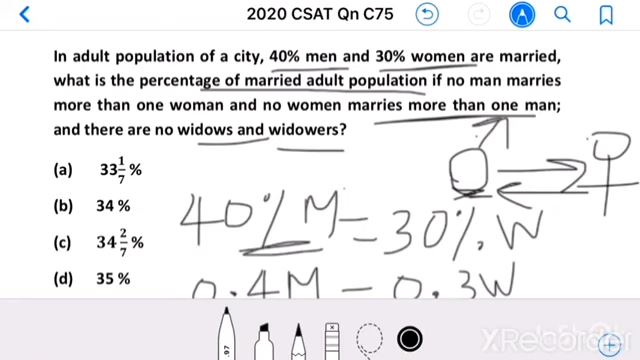 2020 CSAT Qn C75
In adult population of a city, 40% men and 30% women are married,
what is the percentage of married adult population if no man marries
more than one woman and no women marries more than one man;
and there are no widows and widowers?
(a) 33 1/7 %
(b) 34 %
(c) 34 2/7 %
(d) 35 %
40% M = 30% W
0.4M = 0.3W
A
.97
XRecorder